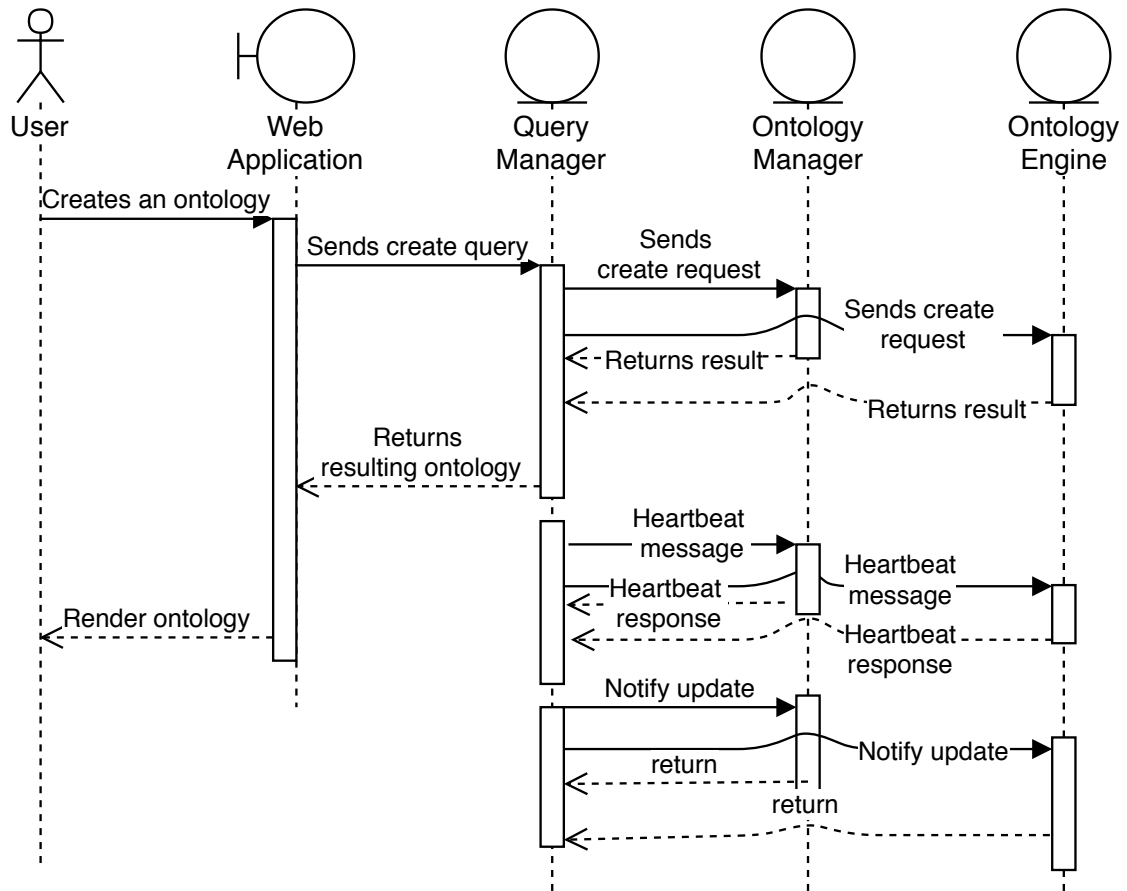 User
Web
Application
Query
Manager
Ontology
Manager
Ontology
Engine
Creates an ontology
Sends create query
Sends
create request
Sends create
request
Returns result
Returns result
Returns
resulting ontology
Heartbeat
message
Heartbeat
message
Heartbeat
response
Render ontology
Heartbeat
response
Notify update
Notify update
return
return